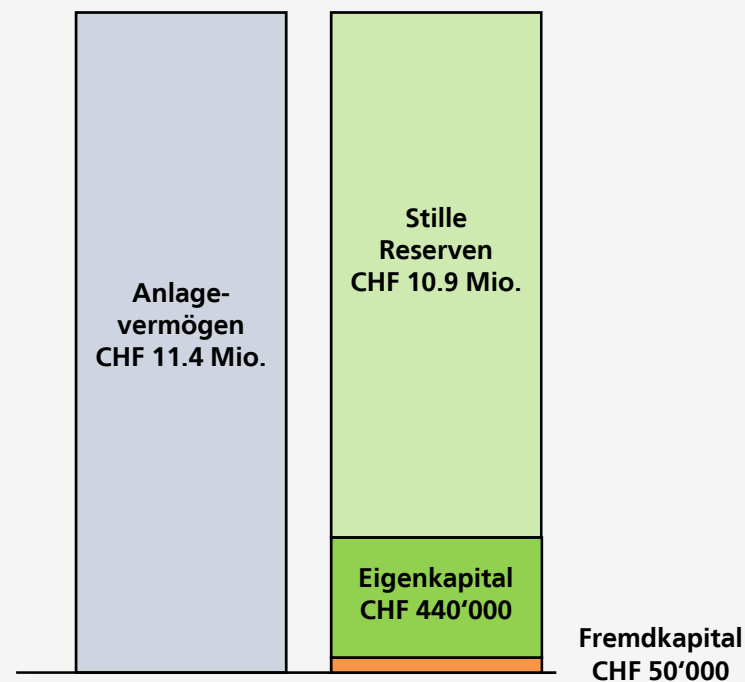 Anlage-
vermögen
CHF 11.4 Mio.
Stille
Reserven
CHF 10.9 Mio.
Eigenkapital
CHF 440‘000
Fremdkapital
CHF 50‘000